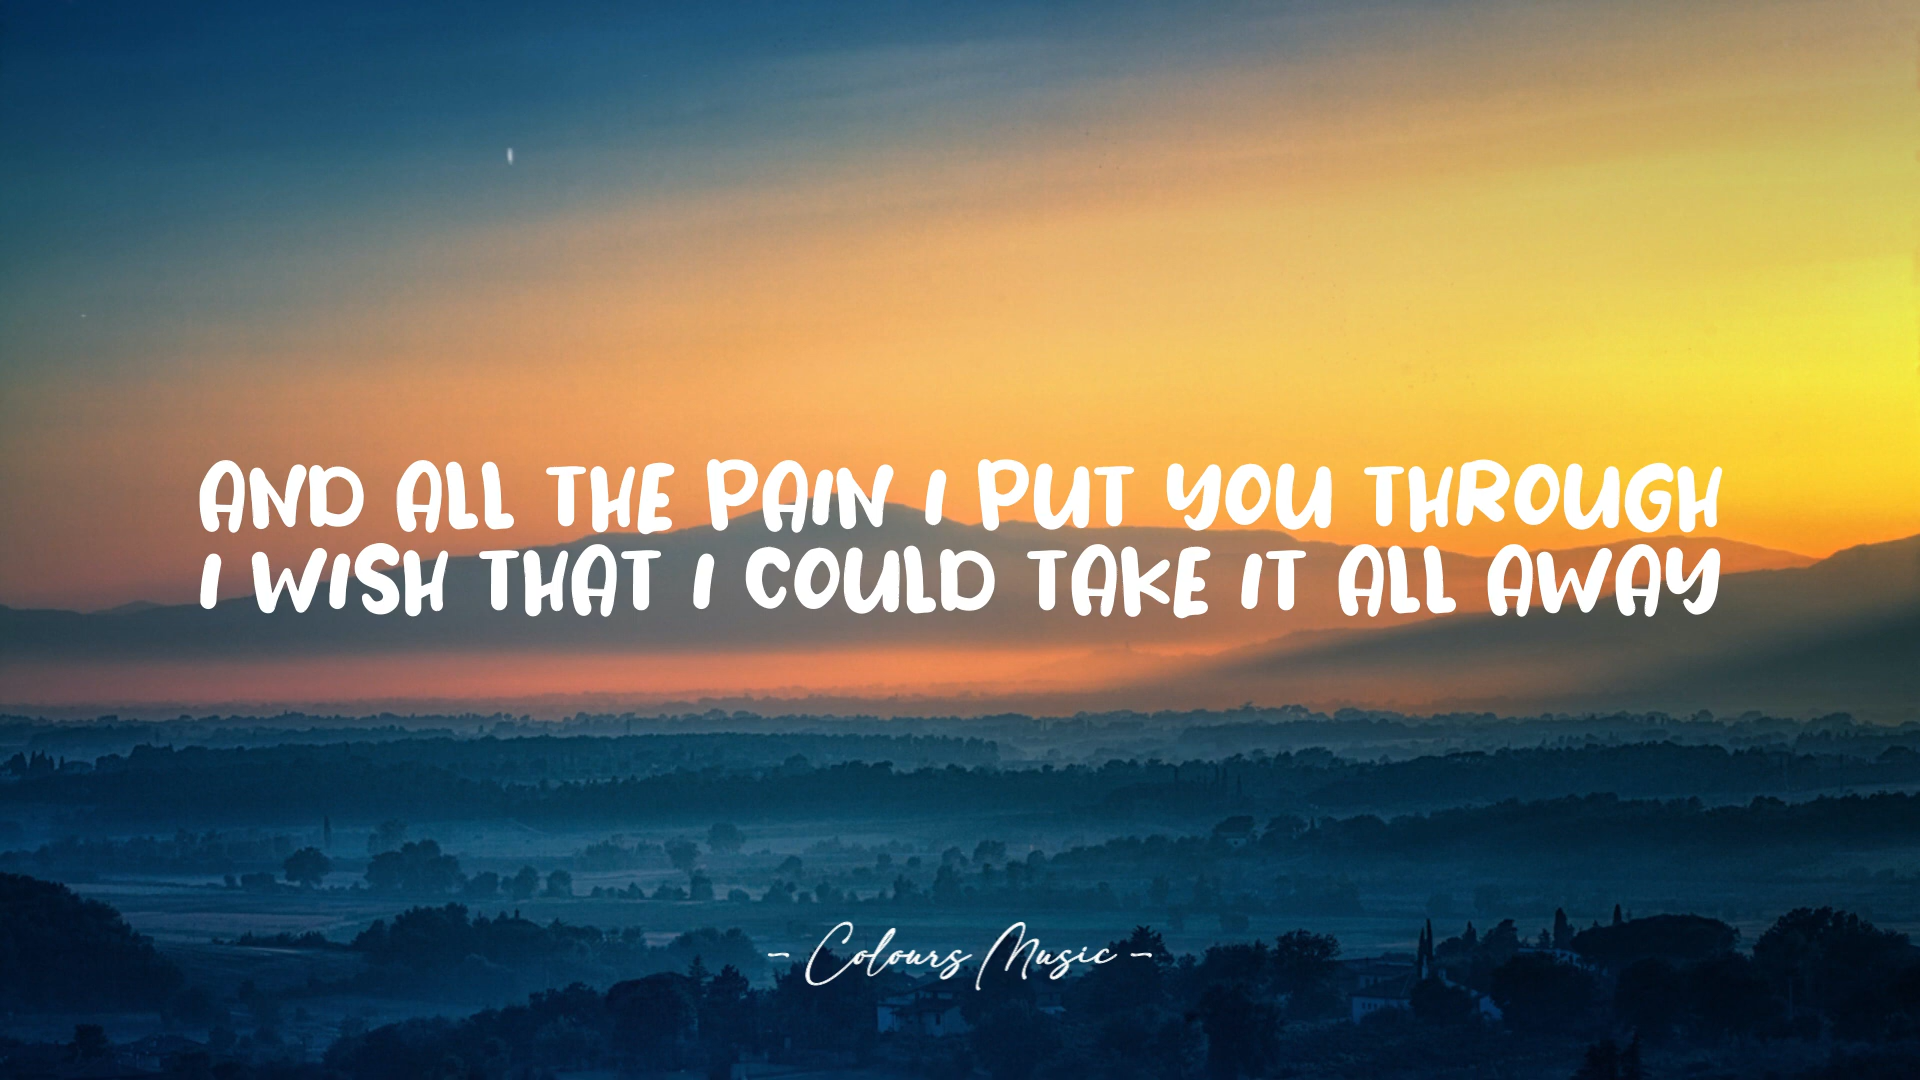 AND ALL THE PAIN I PUT YOU THROUGH
I WISH THAT I COULD TAKE IT ALL AWAY
- Colours Music -